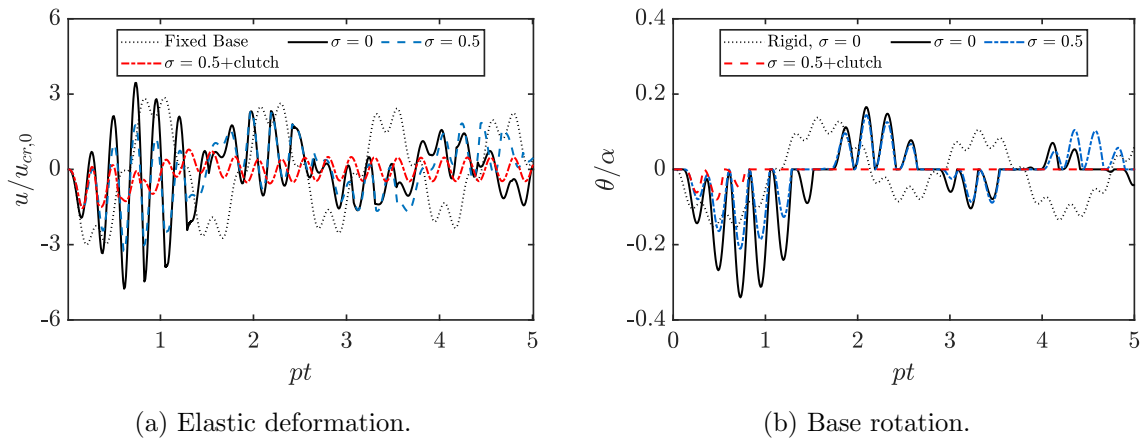 Fixed Base σ = 0 σ = 0.5
σ = 0.5+clutch
6
3
0
-3
-6
u/u_{cr,0}
1 2 3 4 5
pt
(a) Elastic deformation.
Rigid, σ = 0 σ = 0 σ = 0.5
σ = 0.5+clutch
0.4
0.2
0
-0.2
-0.4
θ/α
0 1 2 3 4 5
pt
(b) Base rotation.